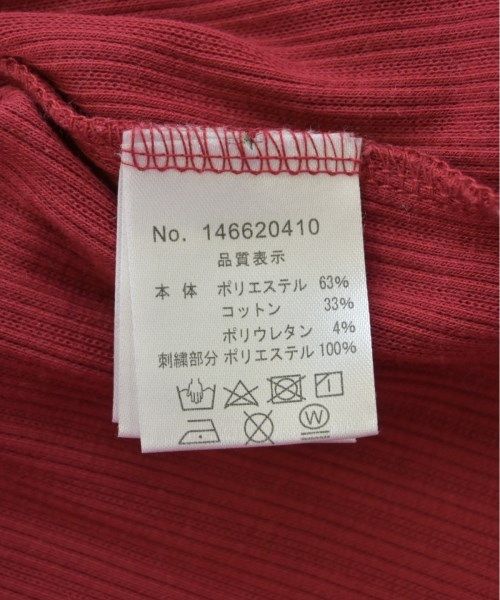 No. 146620410
品質表示
本体 ポリエステル 63%
コットン 33%
ポリウレタン 4%
刺繍部分 ポリエステル 100%
W